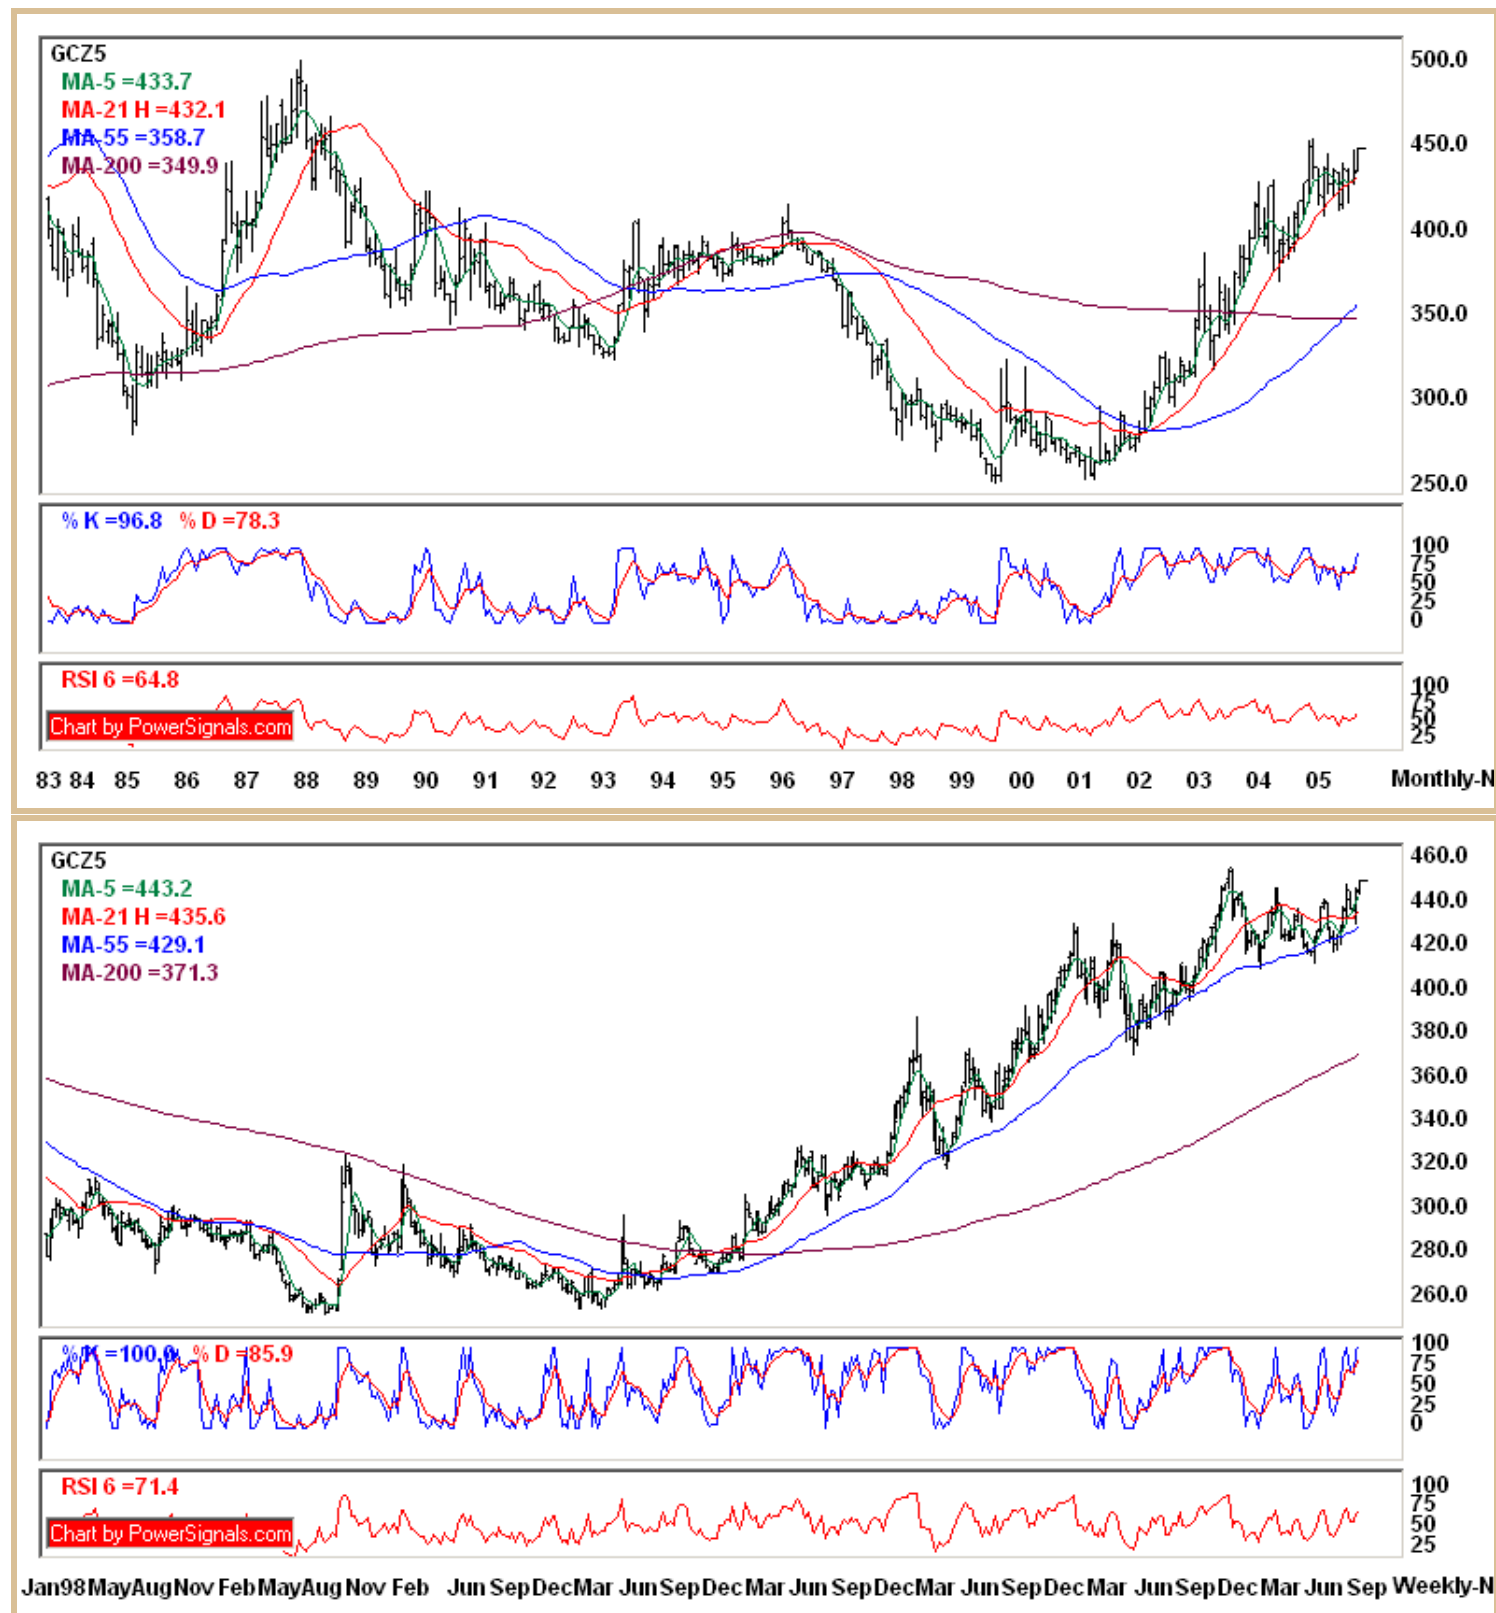 GCZ5
MA-5 =433.7
MA-21 H =432.1
MA-55 =358.7
MA-200 =349.9
500.0
450.0
400.0
350.0
300.0
250.0
% K =96.8 % D =78.3
100
75
50
25
0
RSI 6 =64.8
100
75
50
25
Chart by PowerSignals.com
83 84 85 86 87 88 89 90 91 92 93 94 95 96 97 98 99 00 01 02 03 04 05 Monthly-N
GCZ5
MA-5 =443.2
MA-21 H =435.6
MA-55 =429.1
MA-200 =371.3
460.0
440.0
420.0
400.0
380.0
360.0
340.0
320.0
300.0
280.0
260.0
% K =100.0 % D =85.9
100
75
50
25
0
RSI 6 =71.4
100
75
50
25
Chart by PowerSignals.com
Jan98 May Aug Nov Feb May Aug Nov Feb Jun Sep Dec Mar Jun Sep Dec Mar Jun Sep Dec Mar Jun Sep Dec Mar Jun Sep Dec Mar Jun Sep Weekly-N